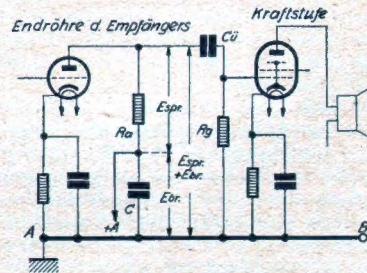 Endröhre d. Empfängers
Kraftstufe
Cü
Ra
Espr.
Rg
Espr.
+Ebr.
Ebr.
+A
C
A
B